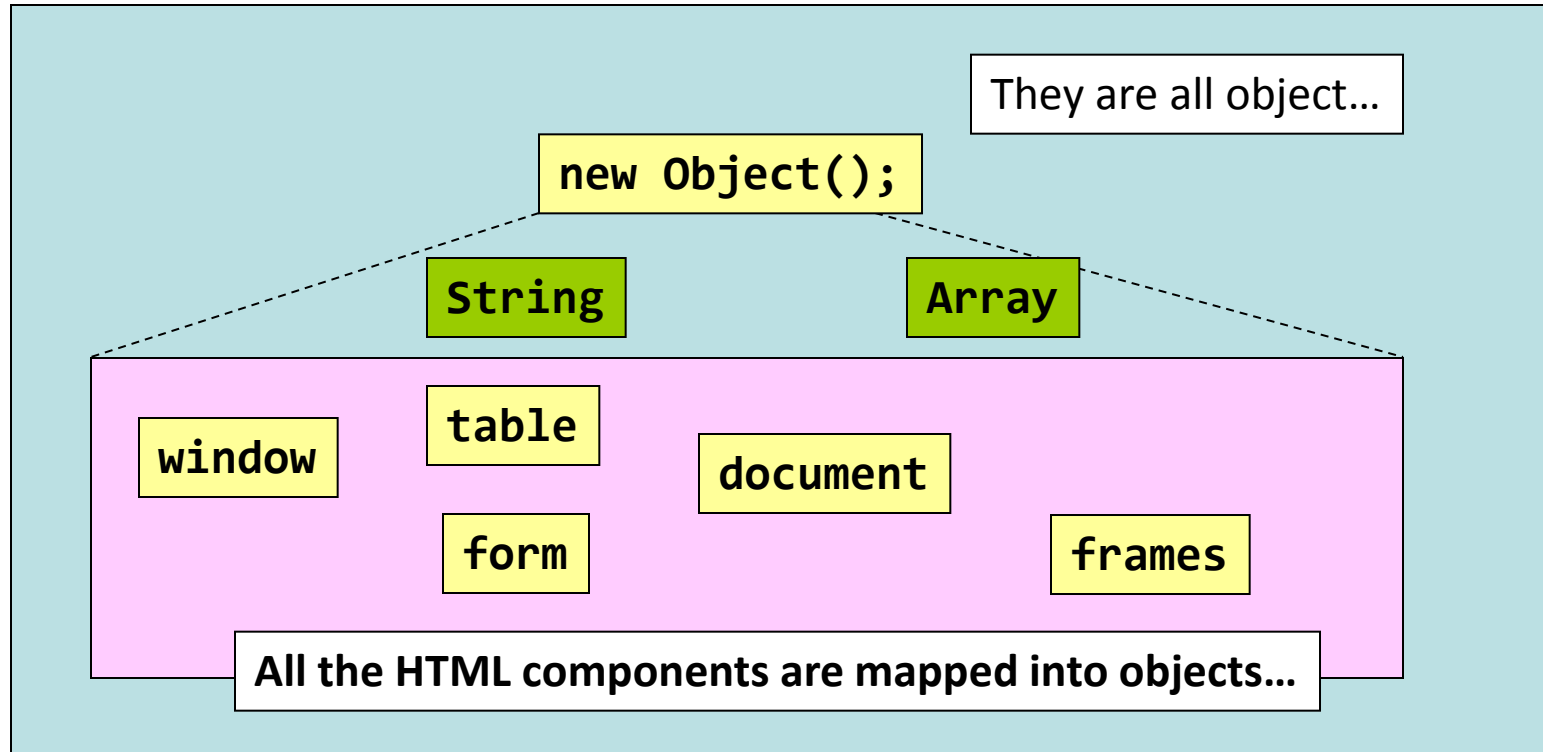 They are all object…
new Object();
String
Array
table
window
document
form
frames
All the HTML components are mapped into objects…